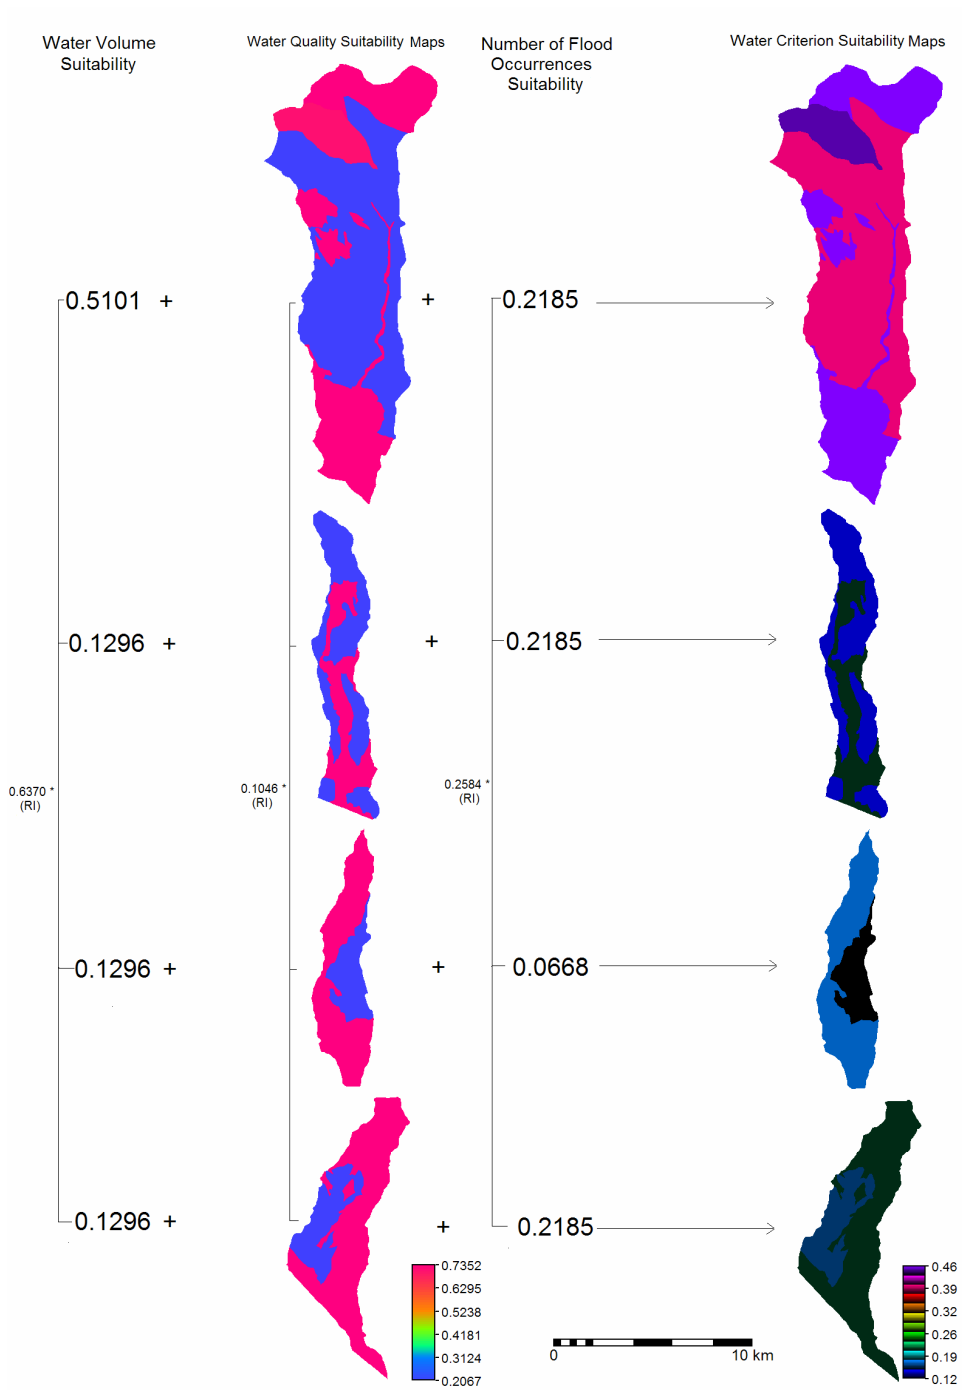 Water Volume
Suitability
Water Quality Suitability Maps
Number of Flood
Occurrences
Suitability
Water Criterion Suitability Maps
0.5101 +
+
0.2185
0.1296 +
+
0.2185
0.6370 *
(RI)
0.1046 *
(RI)
0.2584 *
(RI)
0.1296 +
+
0.0668
0.1296 +
+
0.2185
0.7352
0.6295
0.5238
0.4181
0.3124
0.2067
0 10 km
0.46
0.39
0.32
0.26
0.19
0.12